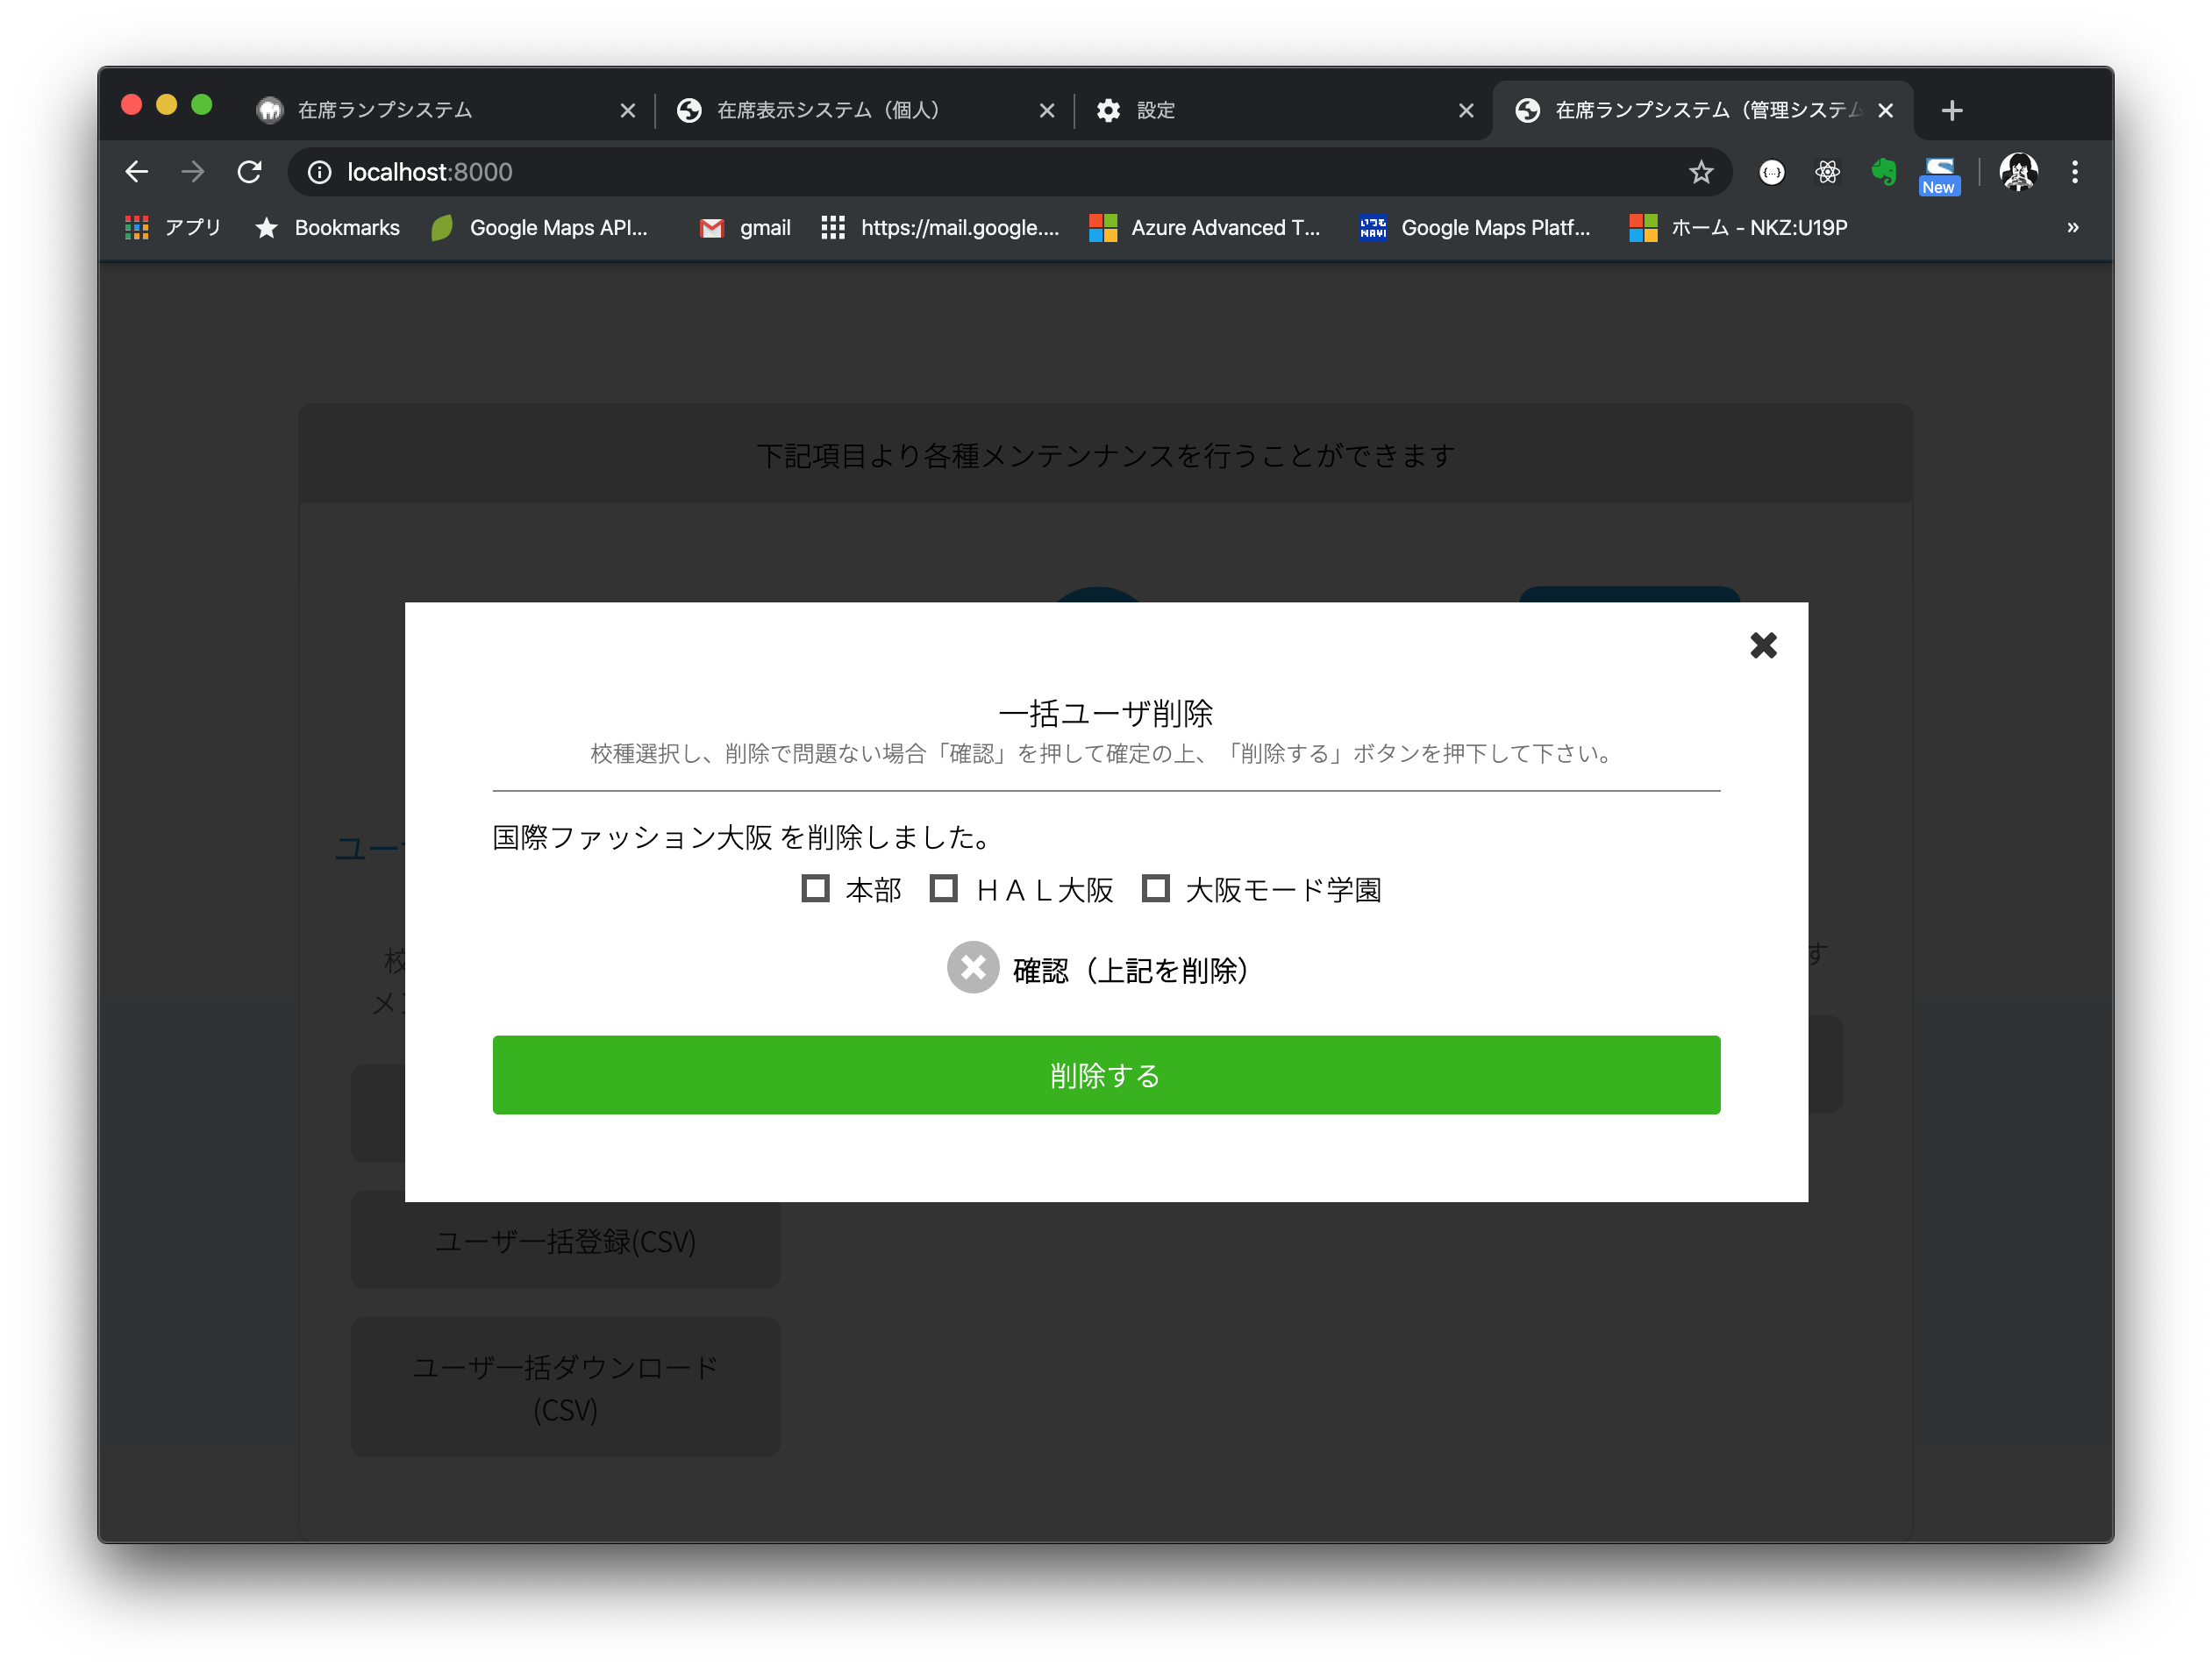 在席ランプシステム
在席表示システム（個人）
設定
在席ランプシステム（管理システム
localhost:8000
New
アプリ
Bookmarks
Google Maps API...
gmail
https://mail.google....
Azure Advanced T...
Google Maps Platf...
ホーム - NKZ:U19P
»
下記項目より各種メンテンナンスを行うことができます
一括ユーザ削除
校種選択し、削除で問題ない場合「確認」を押して確定の上、「削除する」ボタンを押下して下さい。
国際ファッション大阪 を削除しました。
本部 ＨＡＬ大阪 大阪モード学園
確認（上記を削除）
削除する
ユー
校
メン
す
ユーザ一括登録(CSV)
ユーザ一括ダウンロード
(CSV)